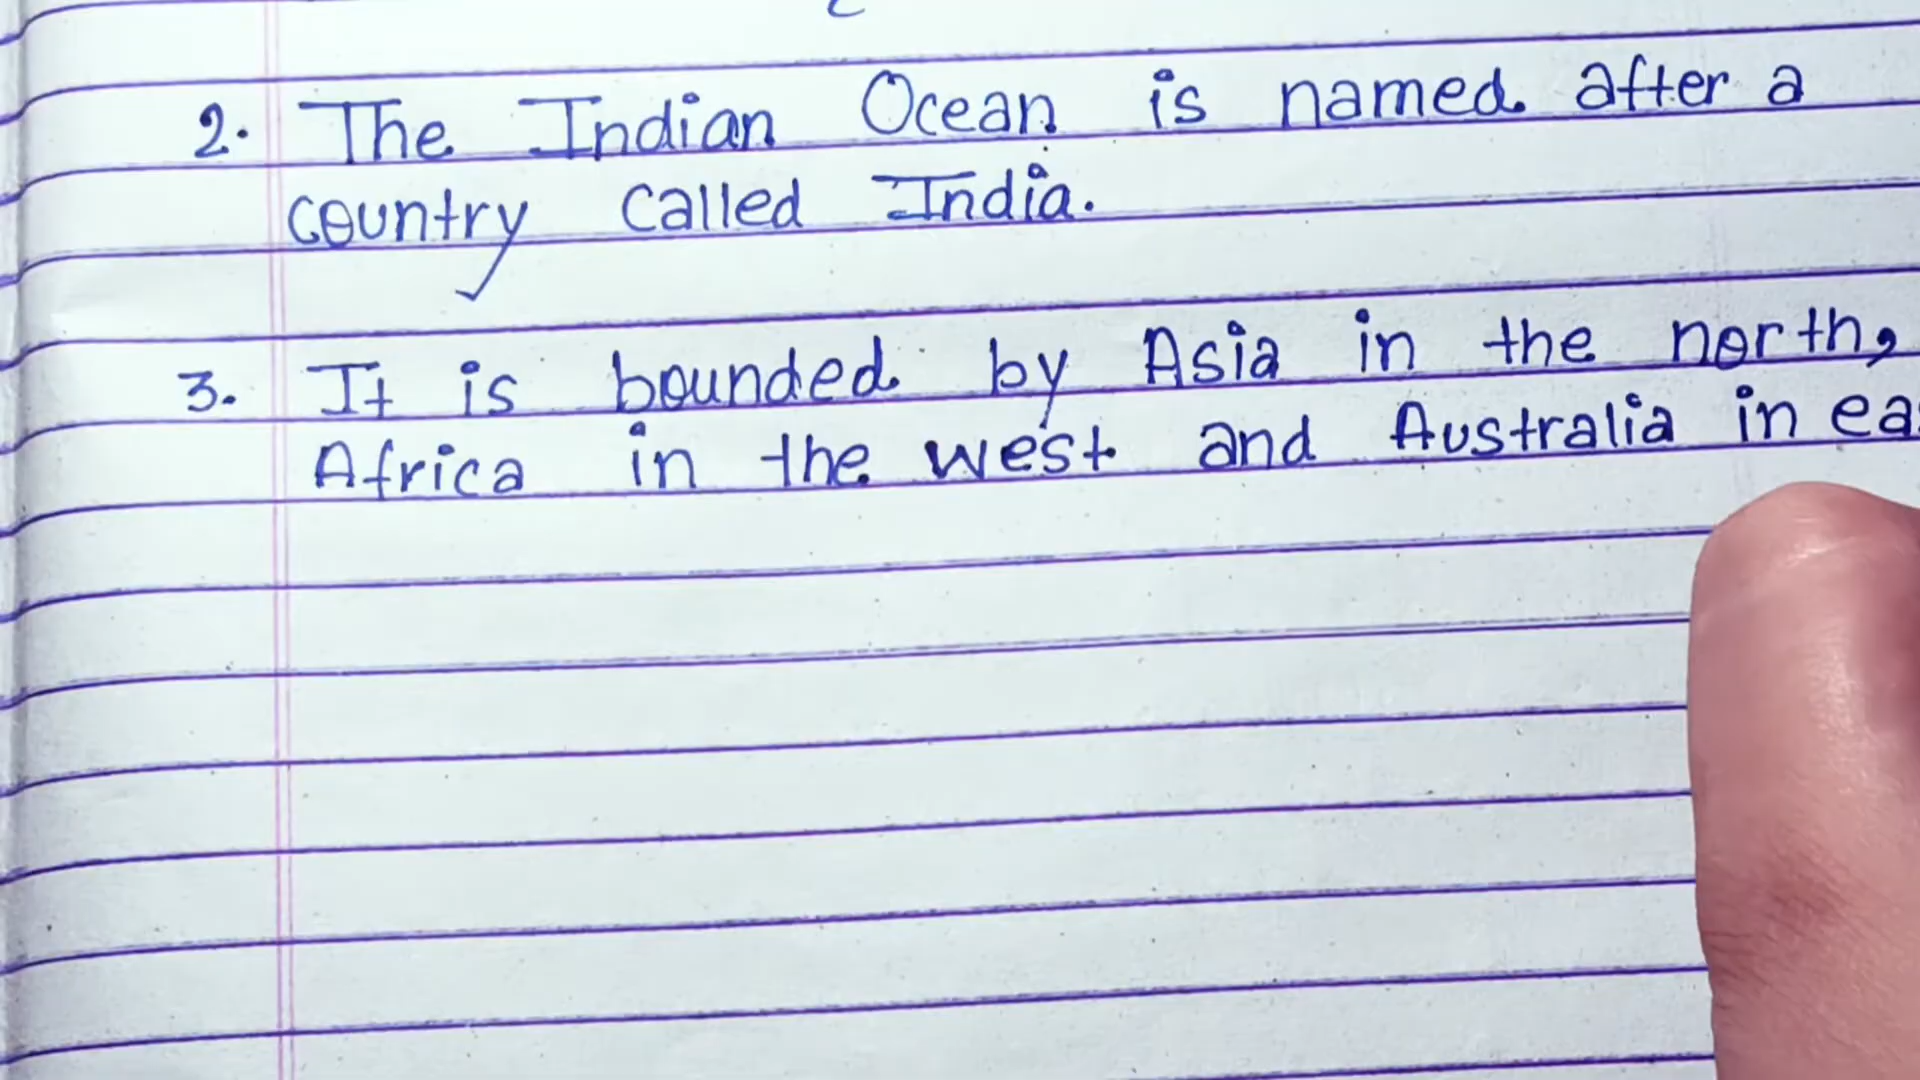 2. The Indian Ocean is named after a
country called India.
3. It is bounded by Asia in the north,
Africa in the west and Australia in